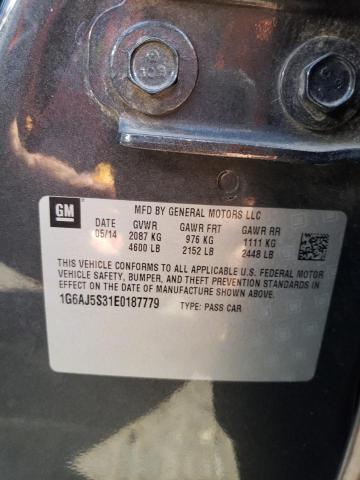 GM
MFD BY GENERAL MOTORS LLC
DATE GVWR GAWR FRT GAWR RR
05/14 2087 KG 976 KG 1111 KG
4600 LB 2152 LB 2448 LB
THIS VEHICLE CONFORMS TO ALL APPLICABLE U.S. FEDERAL MOTOR
VEHICLE SAFETY, BUMPER, AND THEFT PREVENTION STANDARDS
IN EFFECT ON THE DATE OF MANUFACTURE SHOWN ABOVE
1G6AJ5S31E0187779 TYPE: PASS CAR